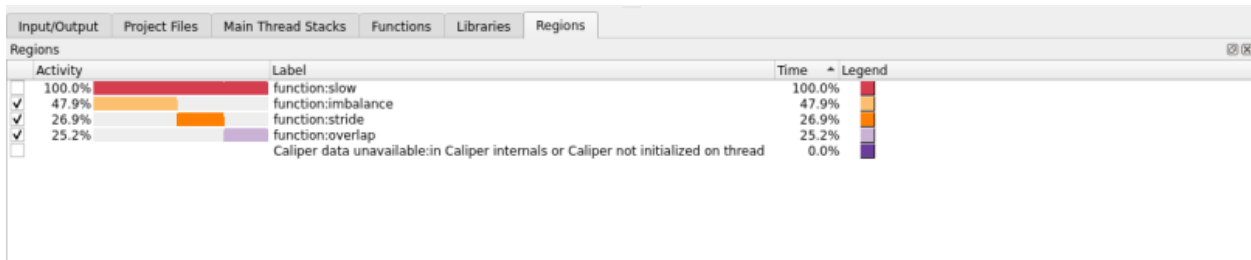 Input/Output Project Files Main Thread Stacks Functions Libraries Regions
Regions
Activity Label Time Legend
100.0% function:slow 100.0%
47.9% function:imbalance 47.9%
26.9% function:stride 26.9%
25.2% function:overlap 25.2%
Caliper data unavailable:in Caliper internals or Caliper not initialized on thread 0.0%